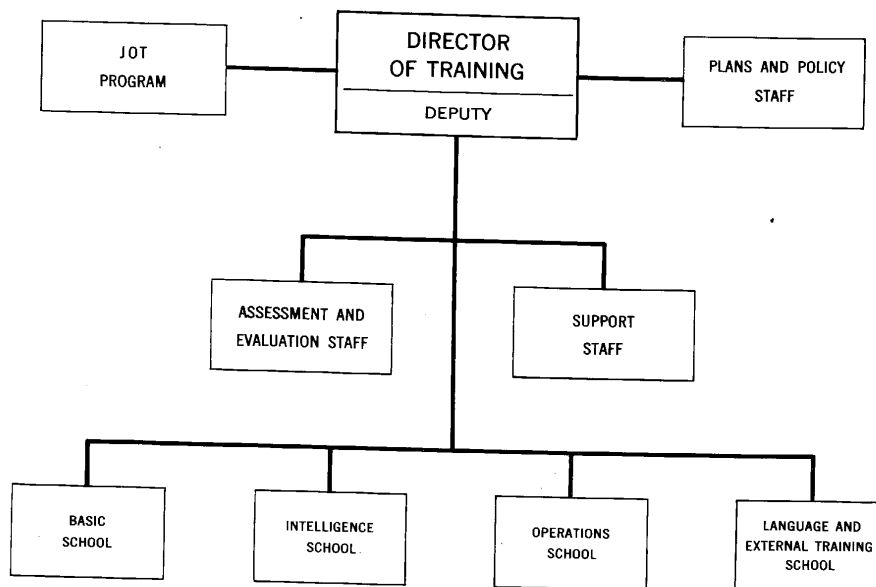 JOT
PROGRAM
DIRECTOR
OF TRAINING
DEPUTY
PLANS AND POLICY
STAFF
ASSESSMENT AND
EVALUATION STAFF
SUPPORT
STAFF
BASIC
SCHOOL
INTELLIGENCE
SCHOOL
OPERATIONS
SCHOOL
LANGUAGE AND
EXTERNAL TRAINING
SCHOOL